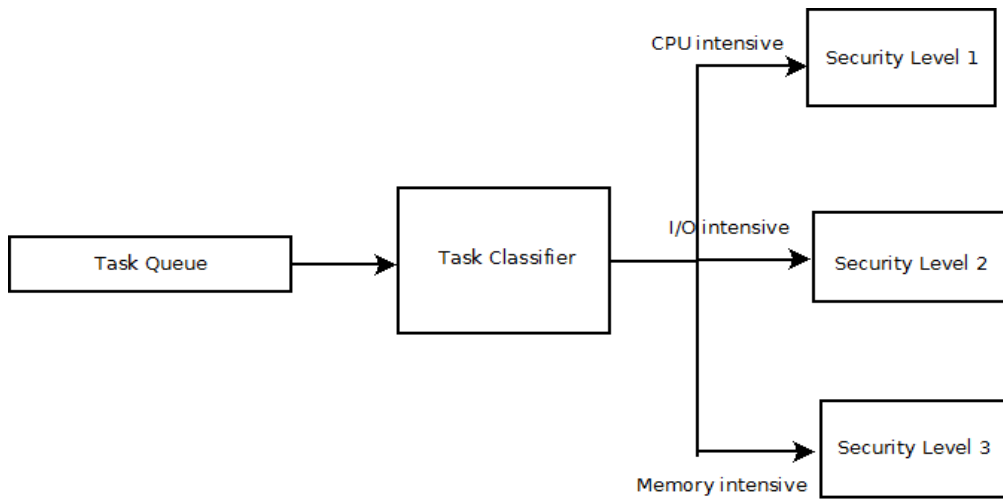 CPU intensive
Security Level 1
I/O intensive
Task Queue
Task Classifier
Security Level 2
Security Level 3
Memory intensive